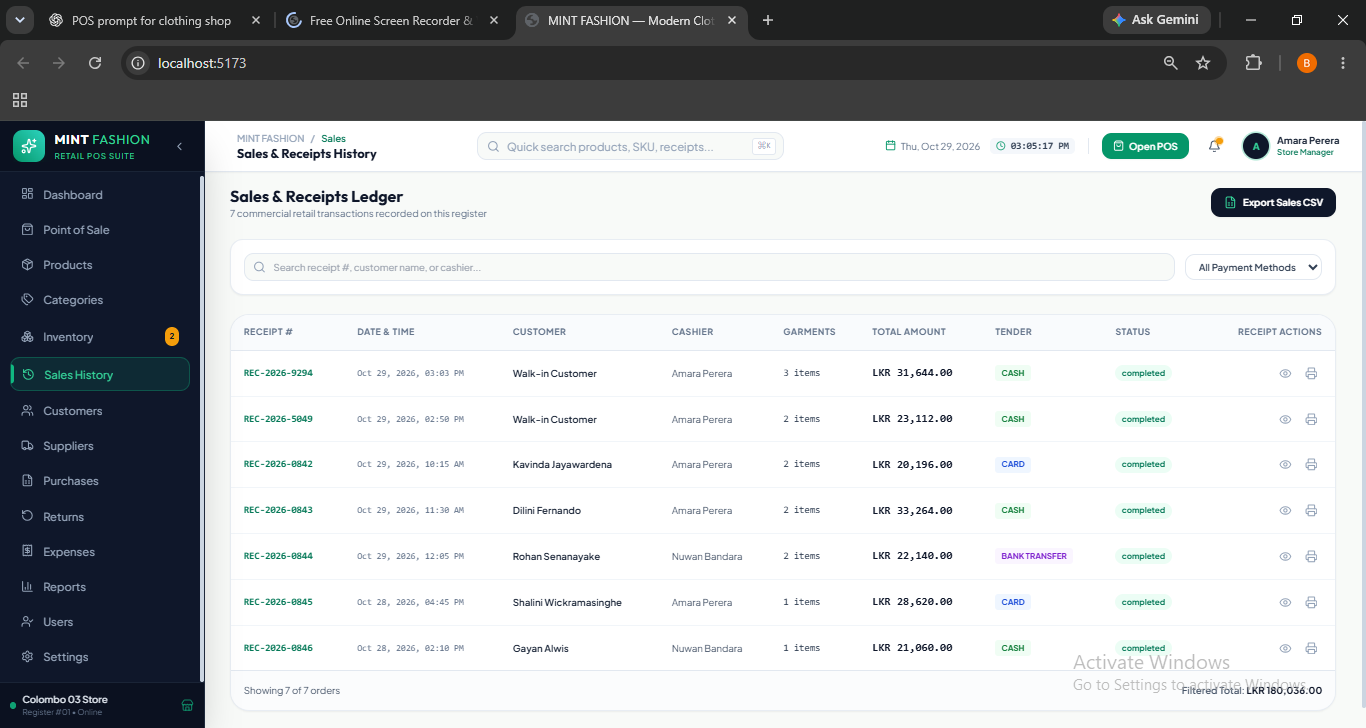 POS prompt for clothing shop
Free Online Screen Recorder &
MINT FASHION — Modern Clot
Ask Gemini
localhost:5173
B
MINT FASHION
RETAIL POS SUITE
MINT FASHION / Sales
Sales & Receipts History
Quick search products, SKU, receipts... ⌘K
Thu, Oct 29, 2026
03:05:17 PM
Open POS
A
Amara Perera
Store Manager
Dashboard
Point of Sale
Products
Categories
Inventory 2
Sales History
Customers
Suppliers
Purchases
Returns
Expenses
Reports
Users
Settings
Colombo 03 Store
Register #01 • Online
Sales & Receipts Ledger
7 commercial retail transactions recorded on this register
Export Sales CSV
Search receipt #, customer name, or cashier...
All Payment Methods
RECEIPT # DATE & TIME CUSTOMER CASHIER GARMENTS TOTAL AMOUNT TENDER STATUS RECEIPT ACTIONS
REC-2026-9294 Oct 29, 2026, 03:03 PM Walk-in Customer Amara Perera 3 items LKR 31,644.00 CASH completed
REC-2026-5049 Oct 29, 2026, 02:50 PM Walk-in Customer Amara Perera 2 items LKR 23,112.00 CASH completed
REC-2026-0842 Oct 29, 2026, 10:15 AM Kavinda Jayawardena Amara Perera 2 items LKR 20,196.00 CARD completed
REC-2026-0843 Oct 29, 2026, 11:30 AM Dilini Fernando Amara Perera 2 items LKR 33,264.00 CASH completed
REC-2026-0844 Oct 29, 2026, 12:05 PM Rohan Senanayake Nuwan Bandara 2 items LKR 22,140.00 BANK TRANSFER completed
REC-2026-0845 Oct 28, 2026, 04:45 PM Shalini Wickramasinghe Amara Perera 1 items LKR 28,620.00 CARD completed
REC-2026-0846 Oct 28, 2026, 02:10 PM Gayan Alwis Nuwan Bandara 1 items LKR 21,060.00 CASH completed
Showing 7 of 7 orders
Filtered Total: LKR 180,036.00
Activate Windows
Go to Settings to activate Windows.